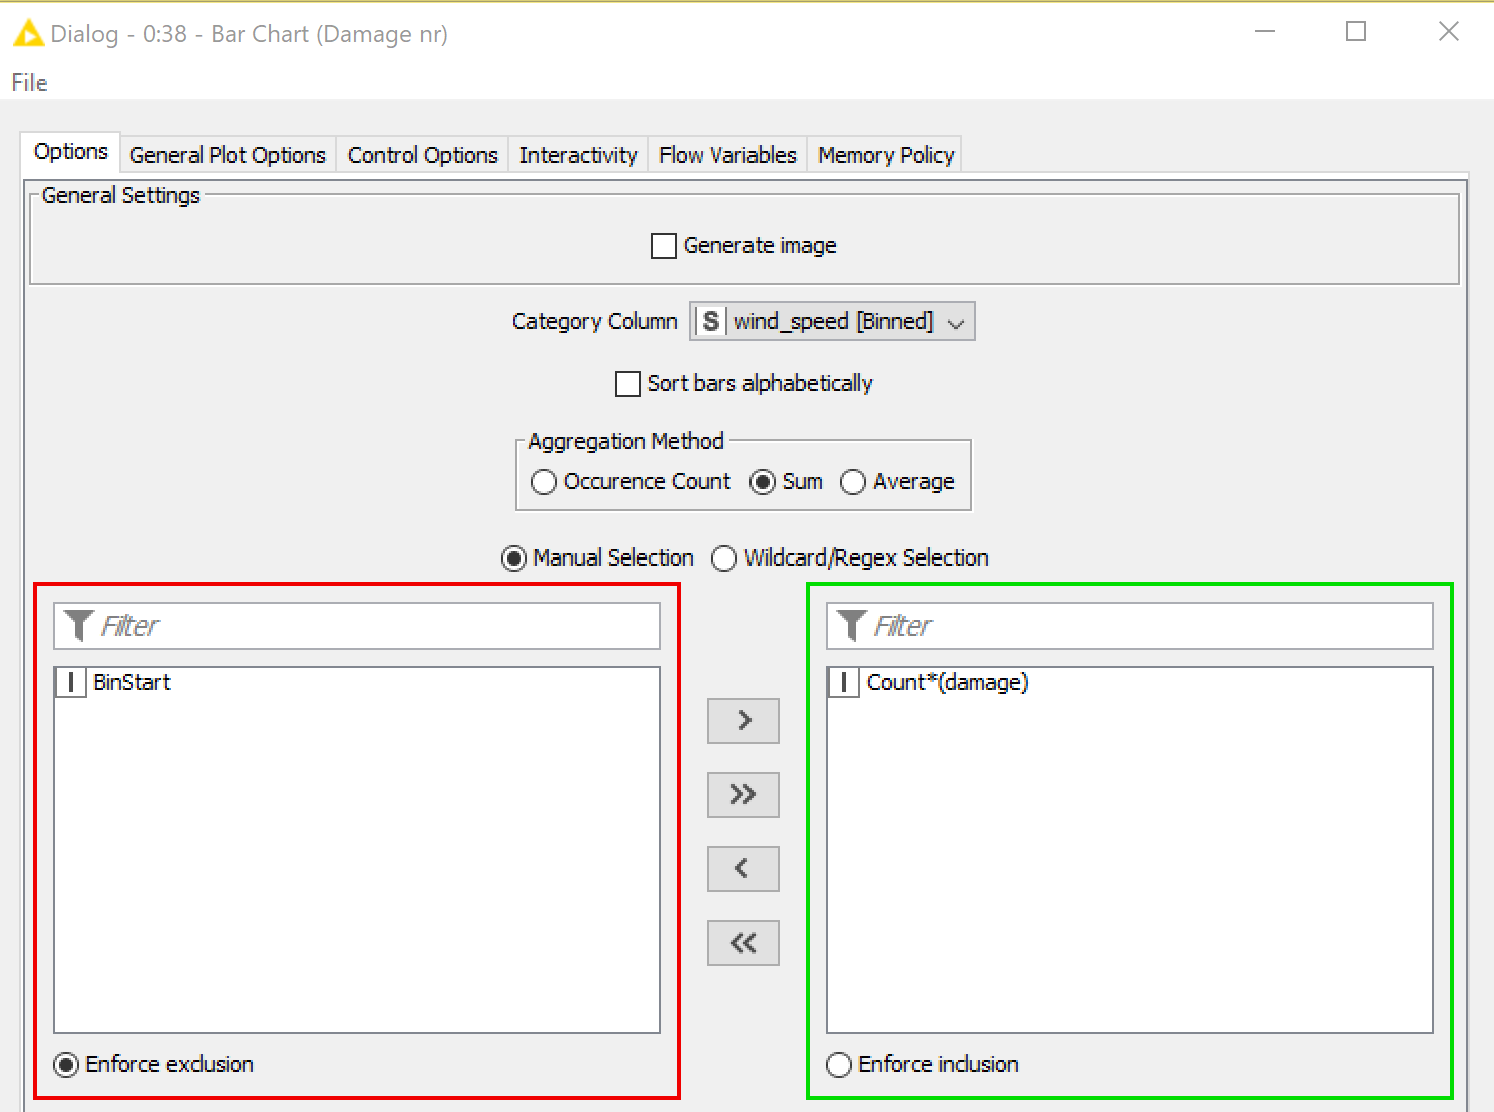 Dialog - 0:38 - Bar Chart (Damage nr)
File
Options General Plot Options Control Options Interactivity Flow Variables Memory Policy
General Settings
Generate image
Category Column S wind_speed [Binned]
Sort bars alphabetically
Aggregation Method
Occurence Count Sum Average
Manual Selection Wildcard/Regex Selection
Filter Filter
I BinStart I Count*(damage)
>
>>
<
<<
Enforce exclusion Enforce inclusion